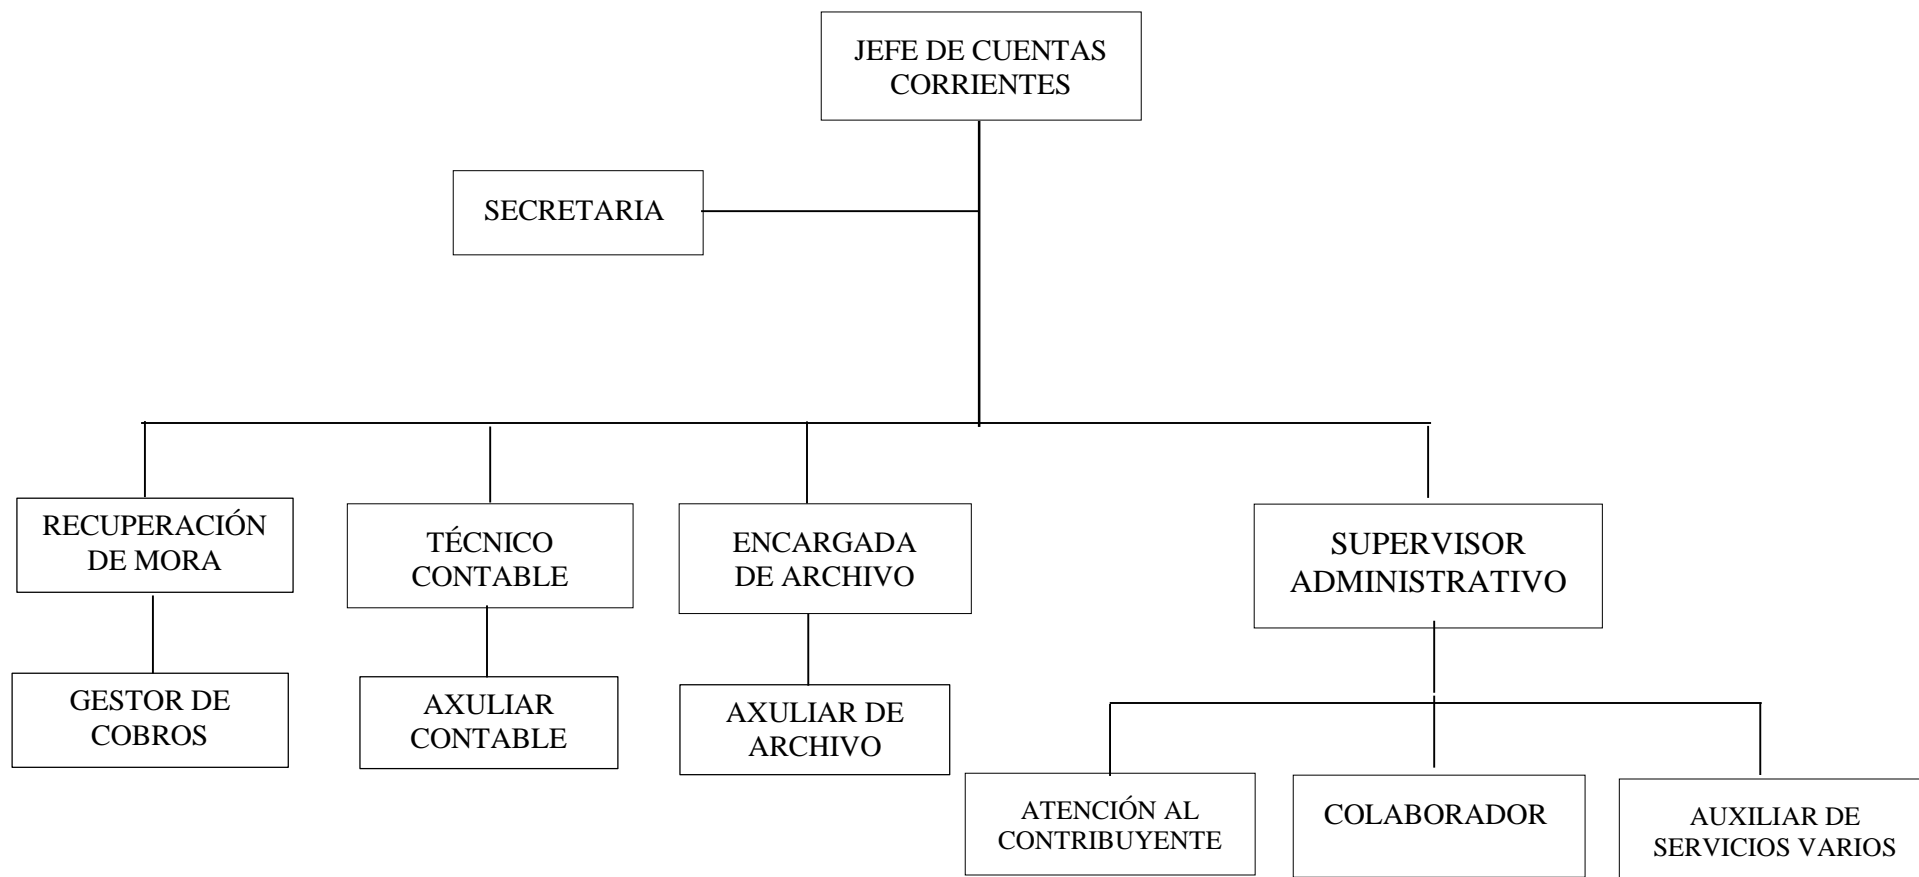 JEFE DE CUENTAS
CORRIENTES
SECRETARIA
RECUPERACIÓN
DE MORA
TÉCNICO
CONTABLE
ENCARGADA
DE ARCHIVO
SUPERVISOR
ADMINISTRATIVO
GESTOR DE
COBROS
AXULIAR
CONTABLE
AXULIAR DE
ARCHIVO
ATENCIÓN AL
CONTRIBUYENTE
COLABORADOR
AUXILIAR DE
SERVICIOS VARIOS